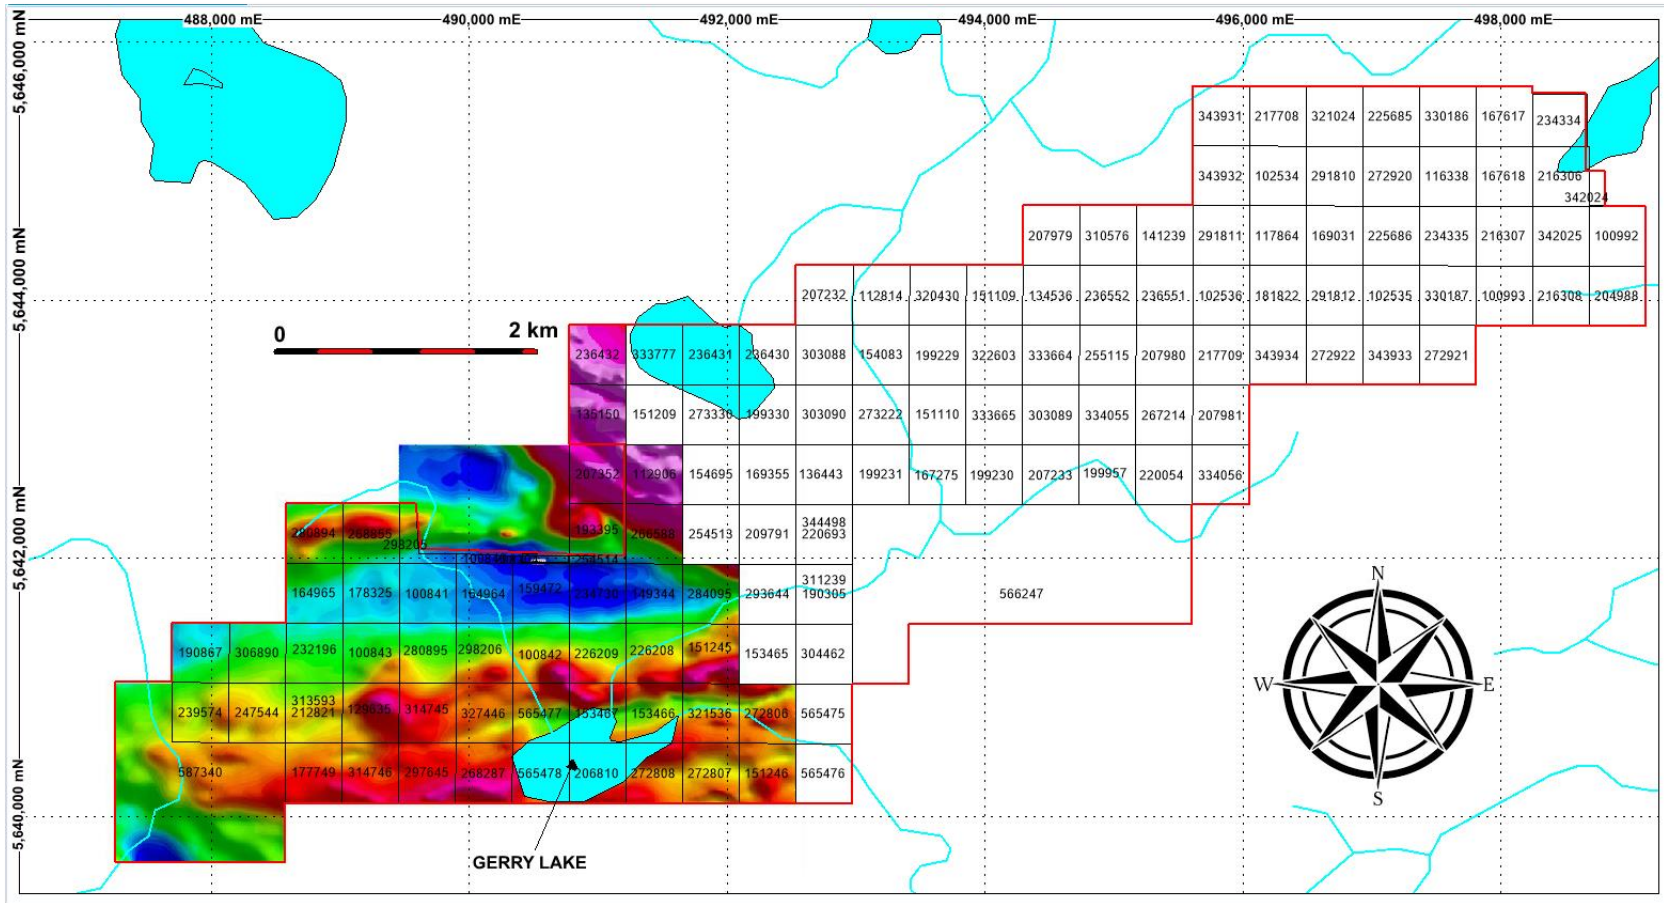 488,000 mE 490,000 mE 492,000 mE 494,000 mE 496,000 mE 498,000 mE
5,646,000 mN
343931 217708 321024 225685 330186 167617 234334
343932 102534 291810 272920 116338 167618 216306
342024
5,644,000 mN
207979 310576 141239 291811 117864 169031 225686 234335 216307 342025 100992
207232 112814 320430 151109 134536 236552 236551 102536 181822 291812 102535 330187 100993 216308 204988
0 2 km
236432 333777 236431 236430 303088 154083 199229 322603 333664 255115 207980 217709 343934 272922 343933 272921
135150 151209 273330 199330 303090 273222 151110 333665 303089 334055 267214 207981
207352 112906 154695 169355 136443 199231 167275 199230 207233 199957 220054 334056
5,642,000 mN
280894 268855 193395 266588 254513 209791 344498
220693
298205
258514
311239
164965 178325 100841 164964 159472 234730 149344 284095 293644 190305 566247
N
190867 306890 232196 100843 280895 298206 100842 226209 226208 151245 153465 304462
W E
313593
239574 247544 212821 129835 314745 327446 565477 153467 153466 321536 272806 565475
587340 177749 314746 297645 268287 565478 206810 272808 272807 151246 565476
S
5,640,000 mN
GERRY LAKE